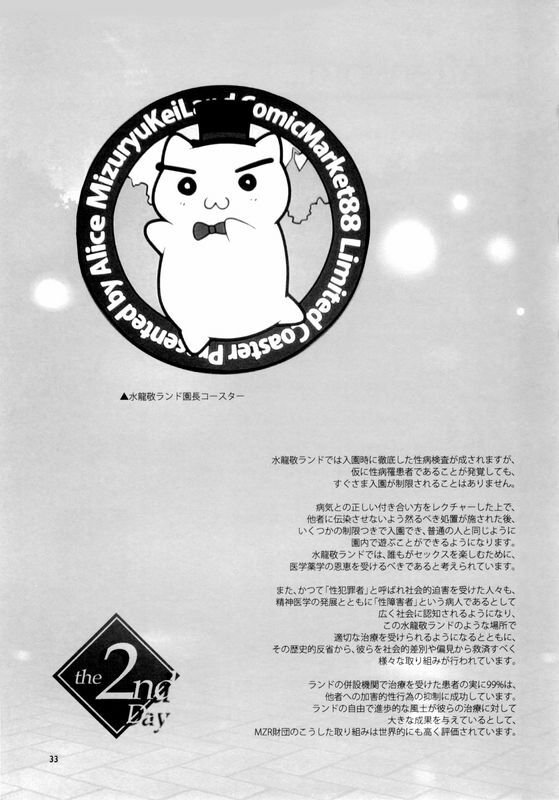 Presented by Alice MizuryuKeiLand ComicMarket88 Limited Coaster
▲水龍敬ランド園長コースター
水龍敬ランドでは入園時に徹底した性病検査が成されますが、
仮に性病罹患者であることが発覚しても、
すぐさま入園が制限されることはありません。
病気との正しい付き合い方をレクチャーした上で、
他者に伝染させないよう然るべき処置が施された後、
いくつかの制限つきで入園でき、普通の人と同じように
園内で遊ぶことができるようになります。
水龍敬ランドでは、誰もがセックスを楽しむために、
医学薬学の恩恵を受けるべきであると考えられています。
また、かつて「性犯罪者」と呼ばれ社会的迫害を受けた人々も、
精神医学の発展とともに「性障害者」という病人であるとして
広く社会に認知されるようになり、
この水龍敬ランドのような場所で
適切な治療を受けられるようになるとともに、
その歴史的反省から、彼らを社会的差別や偏見から救済すべく
様々な取り組みが行われています。
ランドの併設機関で治療を受けた患者の実に99%は、
他者への加害的性行為の抑制に成功しています。
ランドの自由で進歩的な風土が彼らの治療に対して
大きな成果を与えているとして、
MZR財団のこうした取り組みは世界的にも高く評価されています。
the 2nd Day
33